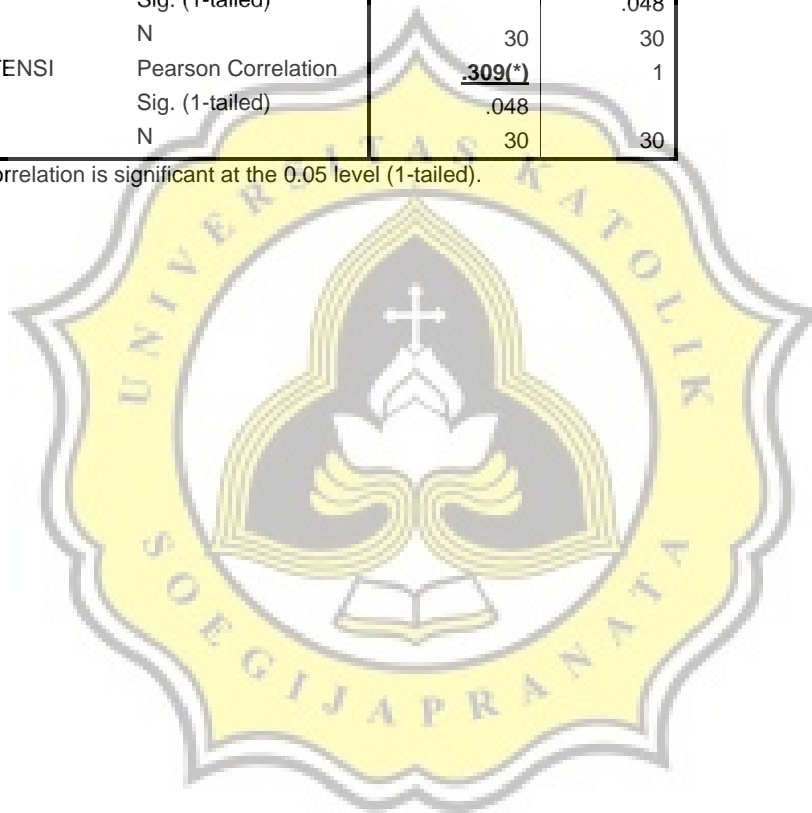 Sig. (1-tailed) .048
N 30 30
TENSI Pearson Correlation .309(*) 1
Sig. (1-tailed) .048
N 30 30
orrelation is significant at the 0.05 level (1-tailed).
UNIVERSITAS KATOLIK
SOEGIJAPRANATA